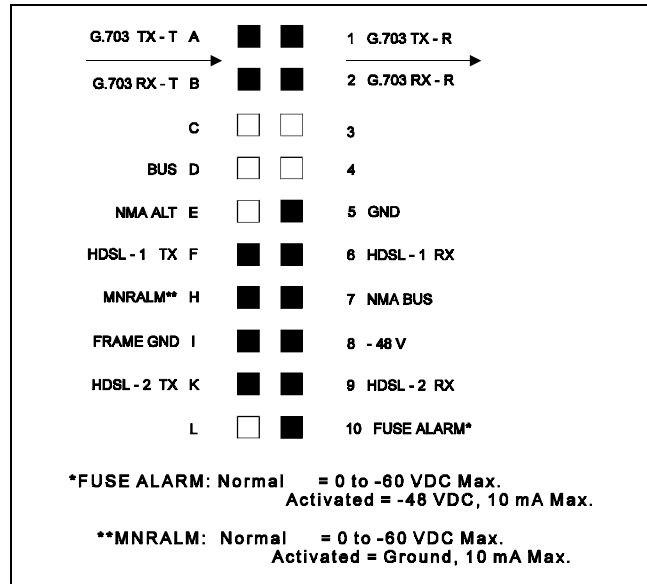 G.703 TX - T A 1 G.703 TX - R
G.703 RX - T B 2 G.703 RX - R
C 3
BUS D 4
NMA ALT E 5 GND
HDSL - 1 TX F 6 HDSL - 1 RX
MNRALM** H 7 NMA BUS
FRAME GND I 8 - 48 V
HDSL - 2 TX K 9 HDSL - 2 RX
L 10 FUSE ALARM*
*FUSE ALARM: Normal = 0 to -60 VDC Max.
Activated = -48 VDC, 10 mA Max.
**MNRALM: Normal = 0 to -60 VDC Max.
Activated = Ground, 10 mA Max.